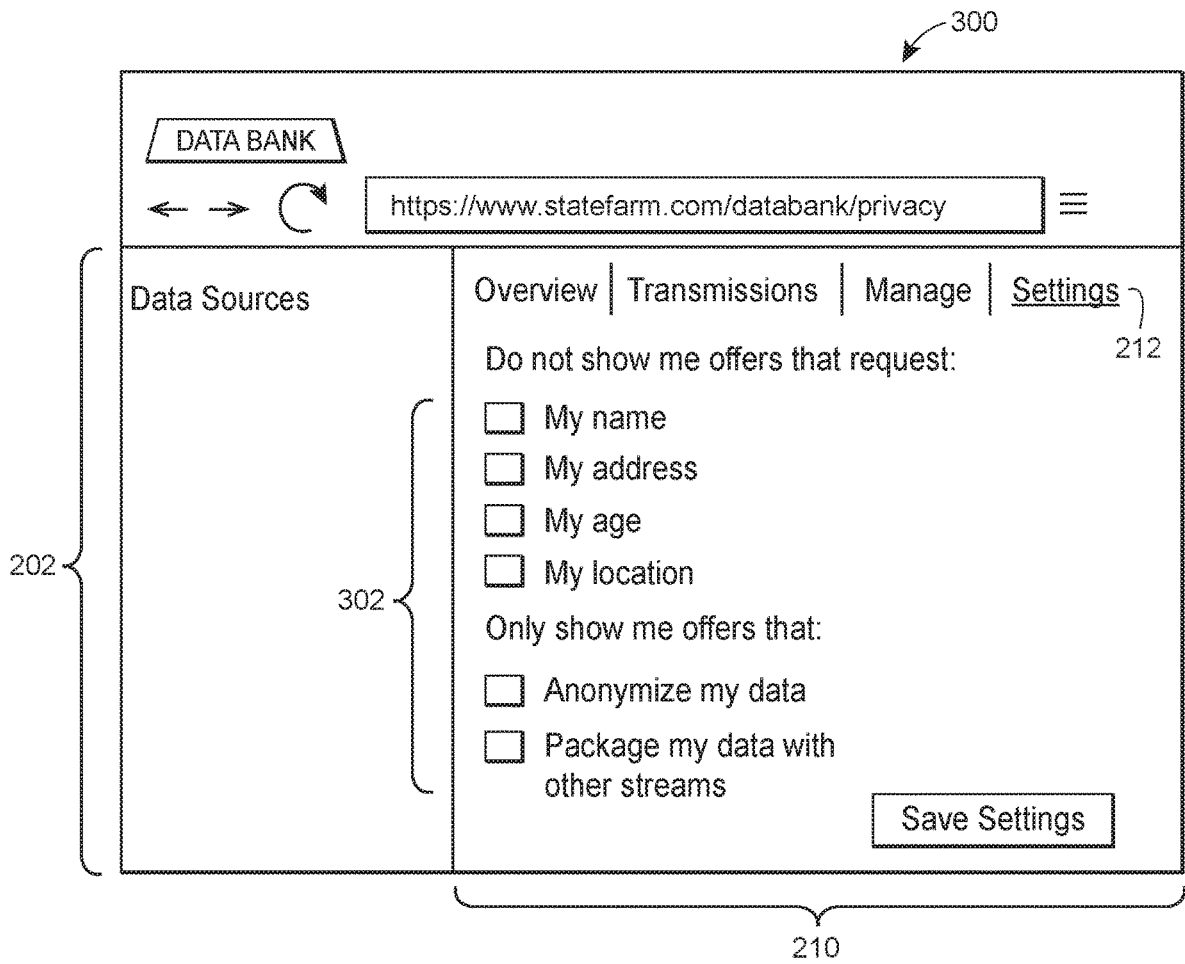 300
DATA BANK
https://www.statefarm.com/databank/privacy
Data Sources
Overview | Transmissions | Manage | Settings
212
Do not show me offers that request:
My name
My address
My age
My location
202
302
Only show me offers that:
Anonymize my data
Package my data with
other streams
Save Settings
210